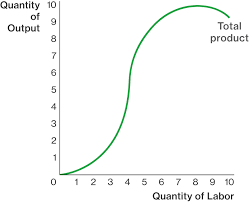 Quantity
of
Output
10
9
8
7
6
5
4
3
2
1
0
Total
product
1 2 3 4 5 6 7 8 9 10
Quantity of Labor